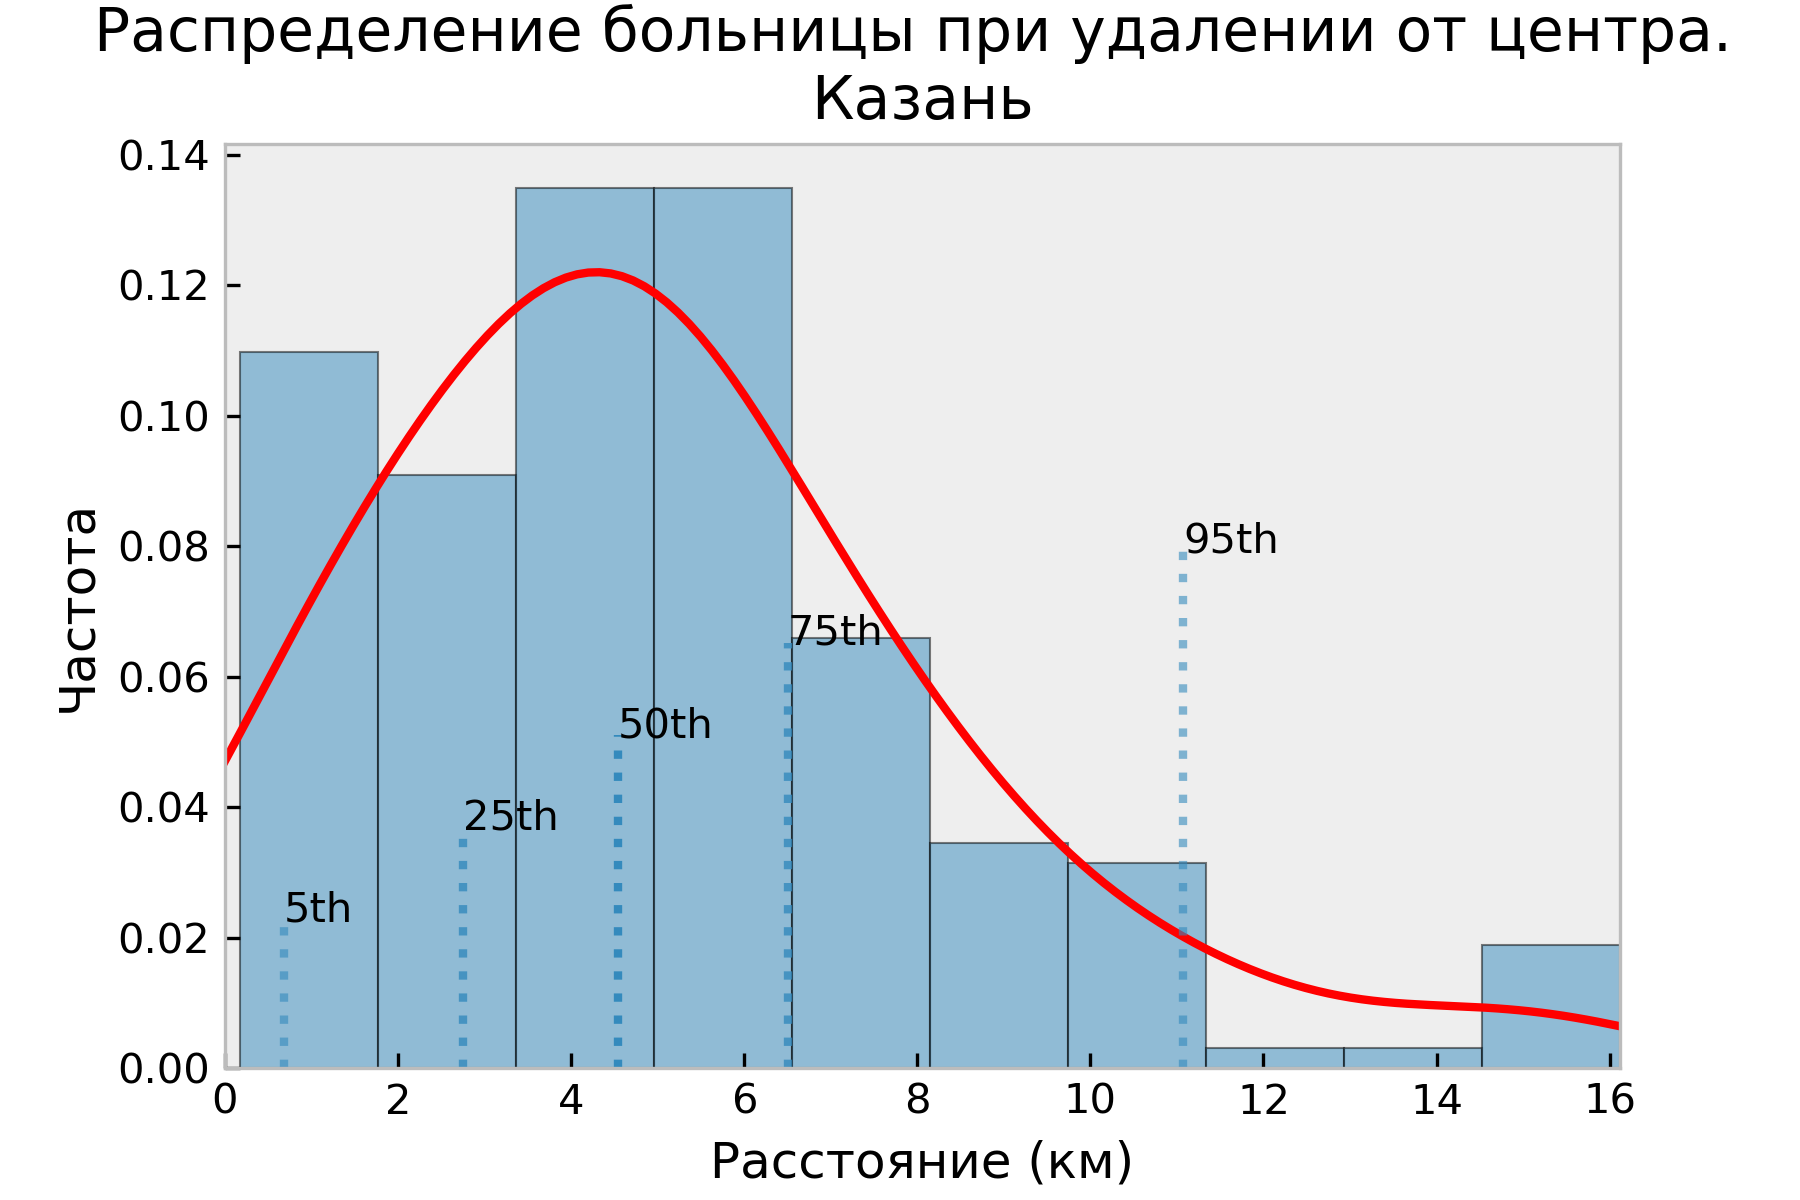 Распределение больницы при удалении от центра.
Казань
0.14
0.12
0.10
0.08
0.06
0.04
0.02
0.00
Частота
95th
75th
50th
25th
5th
0 2 4 6 8 10 12 14 16
Расстояние (км)